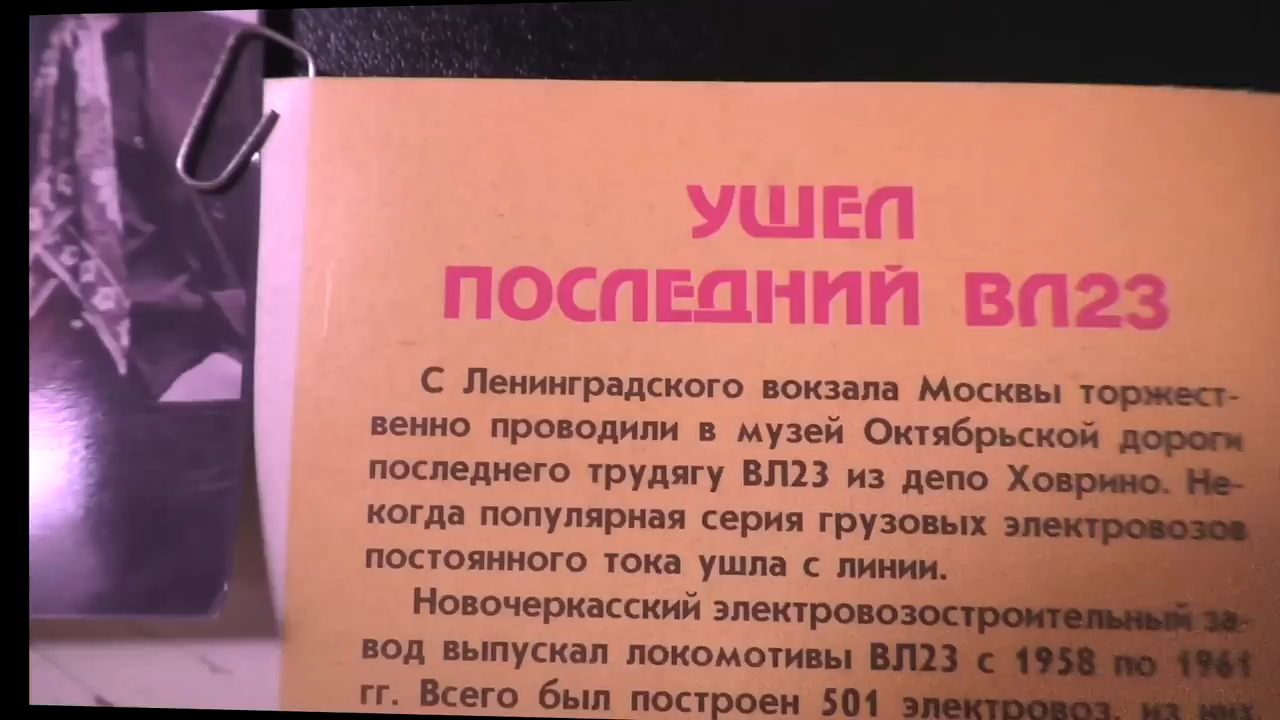 УШЕЛ
ПОСЛЕДНИЙ ВЛ23
С Ленинградского вокзала Москвы торжест-
венно проводили в музей Октябрьской дороги
последнего трудягу ВЛ23 из депо Ховрино. Не-
когда популярная серия грузовых электровозов
постоянного тока ушла с линии.
Новочеркасский электровозостроительный за-
вод выпускал локомотивы ВЛ23 с 1958 по 1961
гг. Всего был построен 501 электровоз, из них